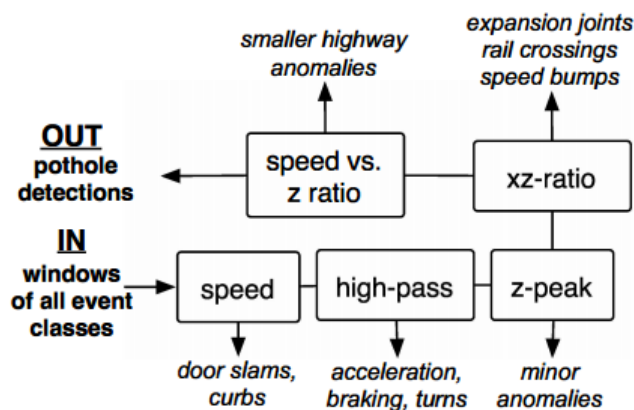 smaller highway
anomalies
expansion joints
rail crossings
speed bumps
OUT
pothole
detections
speed vs.
z ratio
xz-ratio
IN
windows
of all event
classes
speed
high-pass
z-peak
door slams,
curbs
acceleration,
braking, turns
minor
anomalies